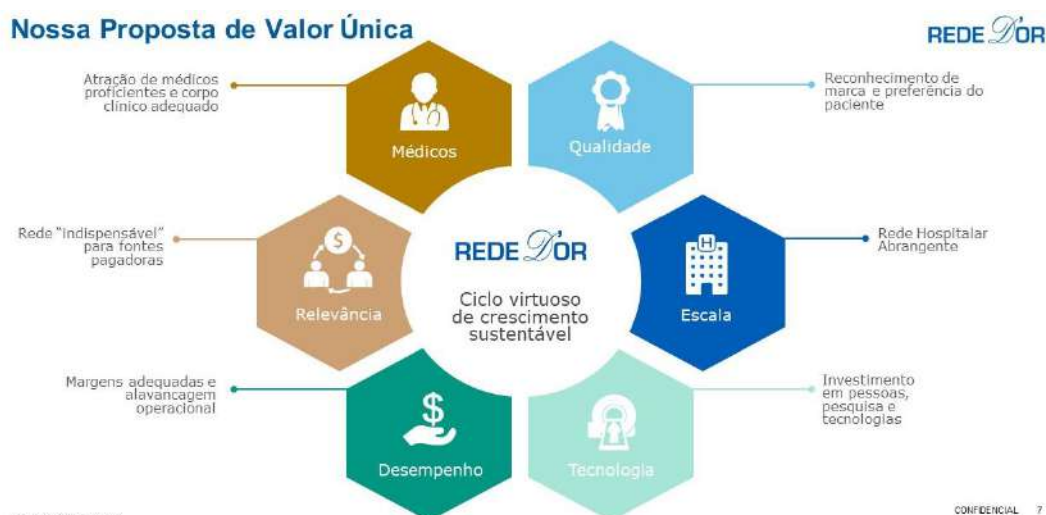 Nossa Proposta de Valor Única
REDE D'OR
Atração de médicos
proficientes e corpo
clínico adequado
Médicos
Qualidade
Reconhecimento de
marca e preferência do
paciente
Rede “indispensável”
para fontes
pagadoras
$
Relevância
REDE D'OR
Ciclo virtuoso
de crescimento
sustentável
H
Escala
Rede Hospitalar
Abrangente
Margens adequadas e
alavancagem
operacional
$
Desempenho
Tecnologia
Investimento
em pessoas,
pesquisa e
tecnologias
CONFIDENCIAL 7